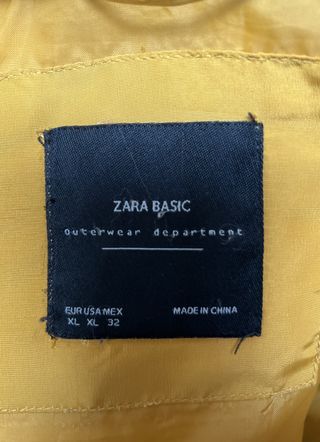 ZARA BASIC
outerwear department
EUR USA MEX MADE IN CHINA
XL XL 32